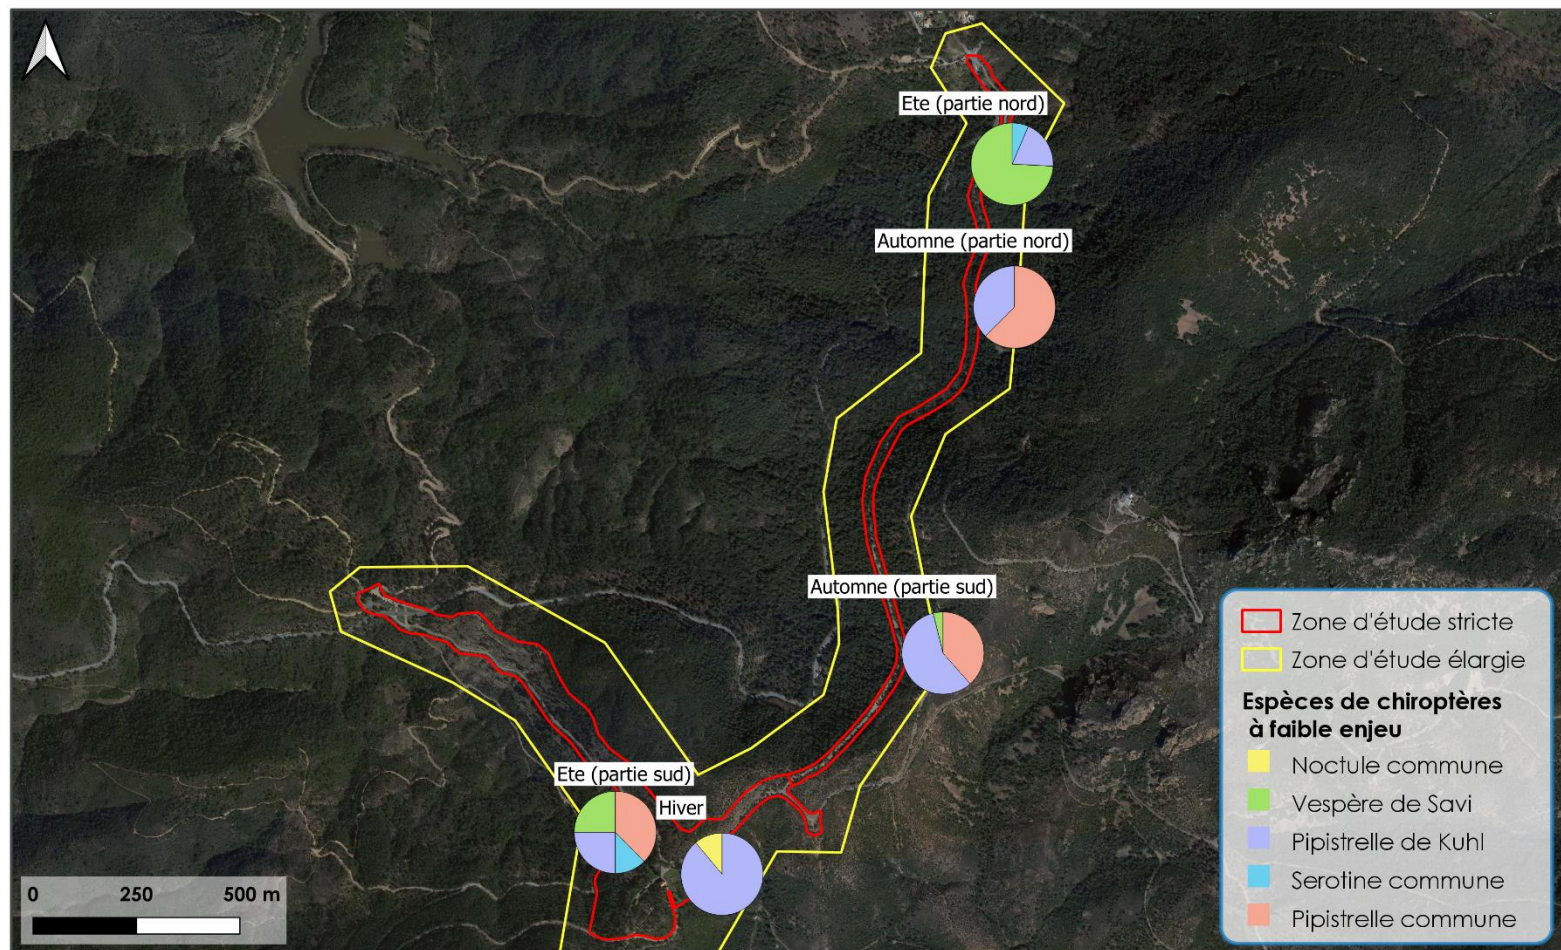 Ete (partie nord)
Automne (partie nord)
Automne (partie sud)
Ete (partie sud)
Hiver
0 250 500 m
Zone d'étude stricte
Zone d'étude élargie
Espèces de chiroptères
à faible enjeu
Noctule commune
Vespère de Savi
Pipistrelle de Kuhl
Serotine commune
Pipistrelle commune